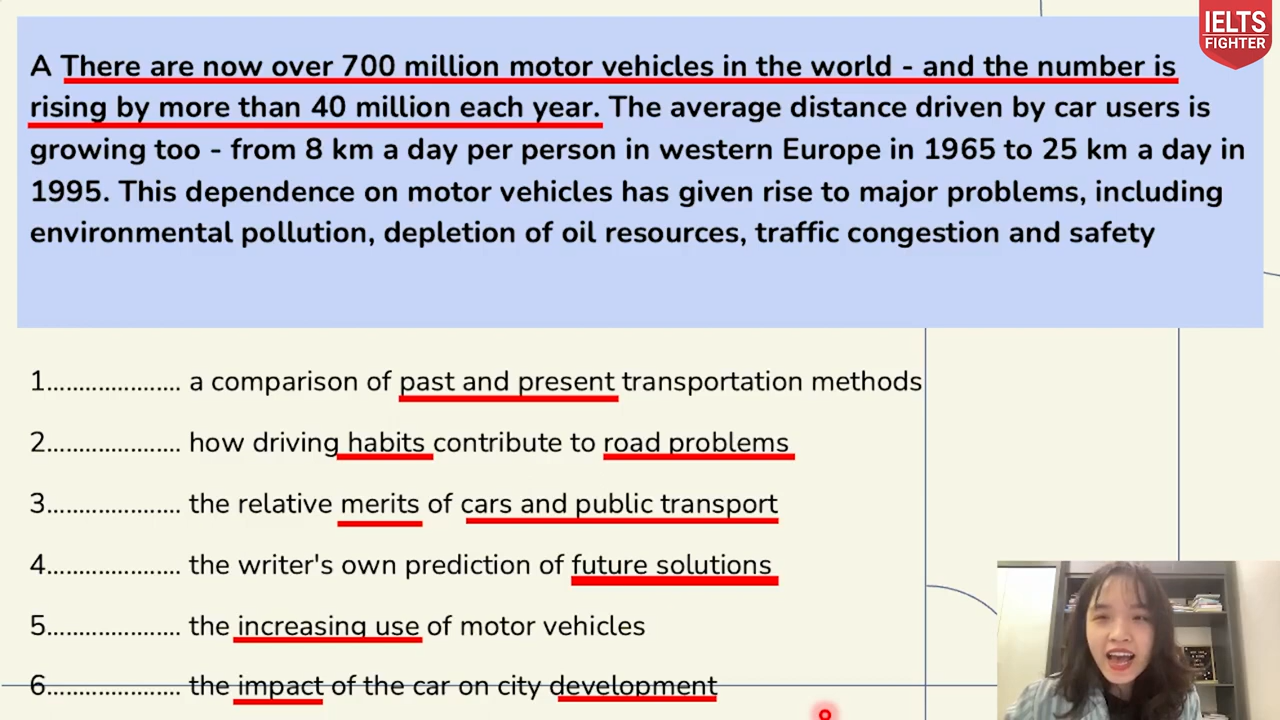 IELTS
FIGHTER
A There are now over 700 million motor vehicles in the world - and the number is
rising by more than 40 million each year. The average distance driven by car users is
growing too - from 8 km a day per person in western Europe in 1965 to 25 km a day in
1995. This dependence on motor vehicles has given rise to major problems, including
environmental pollution, depletion of oil resources, traffic congestion and safety
1..................... a comparison of past and present transportation methods
2..................... how driving habits contribute to road problems
3..................... the relative merits of cars and public transport
4..................... the writer's own prediction of future solutions
5..................... the increasing use of motor vehicles
6..................... the impact of the car on city development